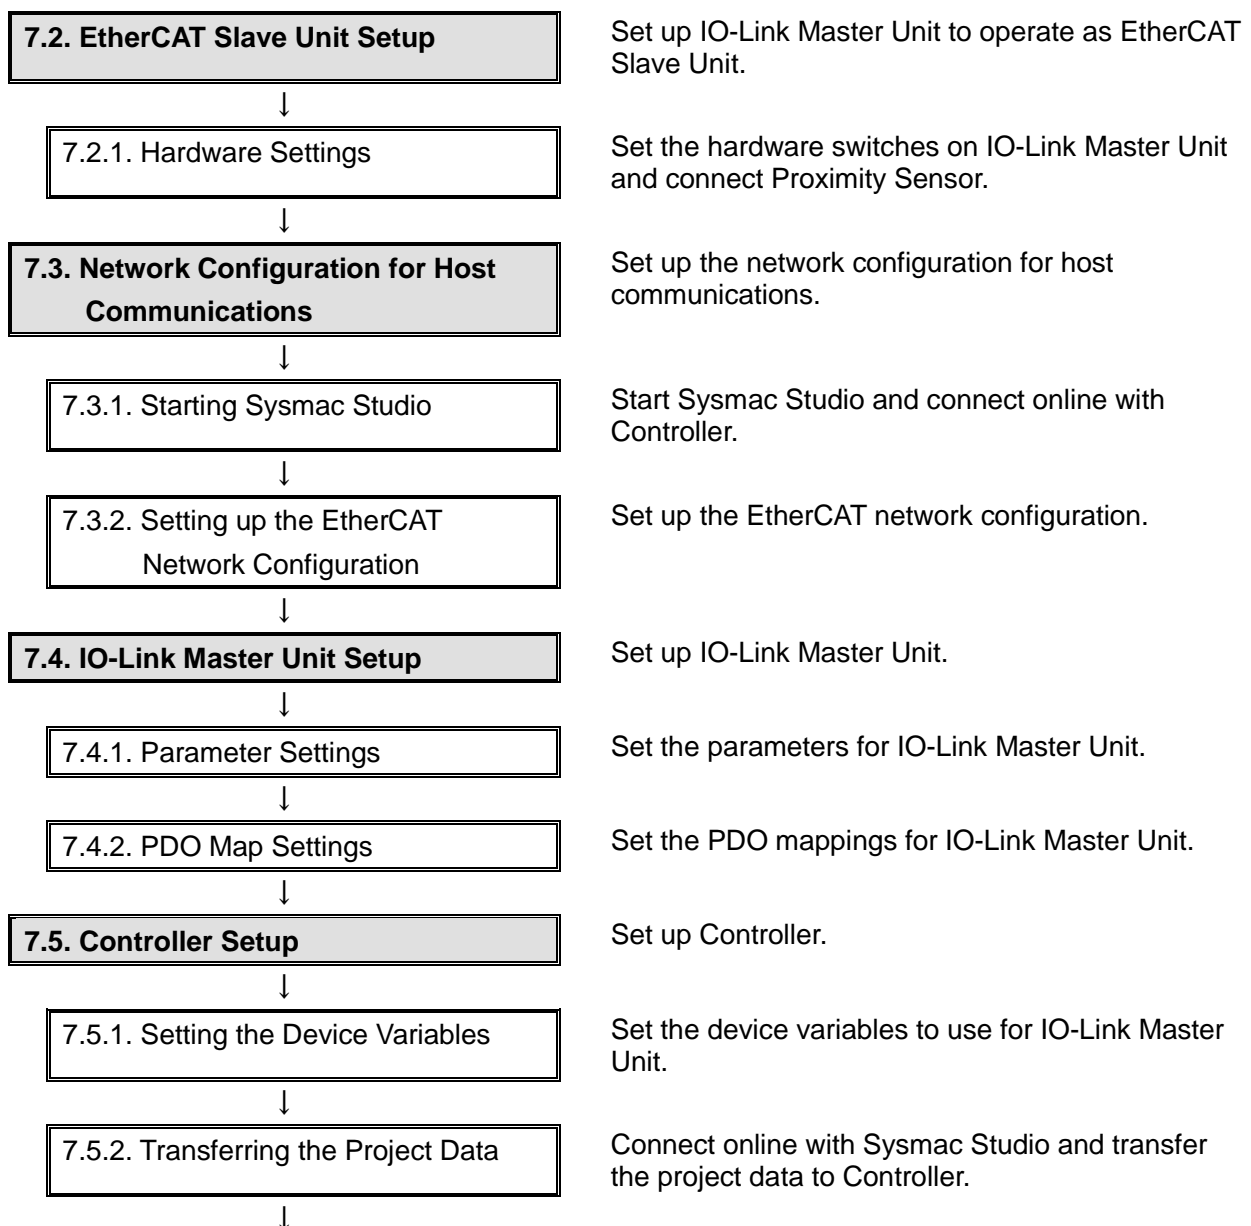 7.2. EtherCAT Slave Unit Setup
Set up IO-Link Master Unit to operate as EtherCAT
Slave Unit.
↓
7.2.1. Hardware Settings
Set the hardware switches on IO-Link Master Unit
and connect Proximity Sensor.
↓
7.3. Network Configuration for Host
Communications
Set up the network configuration for host
communications.
↓
7.3.1. Starting Sysmac Studio
Start Sysmac Studio and connect online with
Controller.
↓
7.3.2. Setting up the EtherCAT
Network Configuration
Set up the EtherCAT network configuration.
↓
7.4. IO-Link Master Unit Setup
Set up IO-Link Master Unit.
↓
7.4.1. Parameter Settings
Set the parameters for IO-Link Master Unit.
↓
7.4.2. PDO Map Settings
Set the PDO mappings for IO-Link Master Unit.
↓
7.5. Controller Setup
Set up Controller.
↓
7.5.1. Setting the Device Variables
Set the device variables to use for IO-Link Master
Unit.
↓
7.5.2. Transferring the Project Data
Connect online with Sysmac Studio and transfer
the project data to Controller.
↓